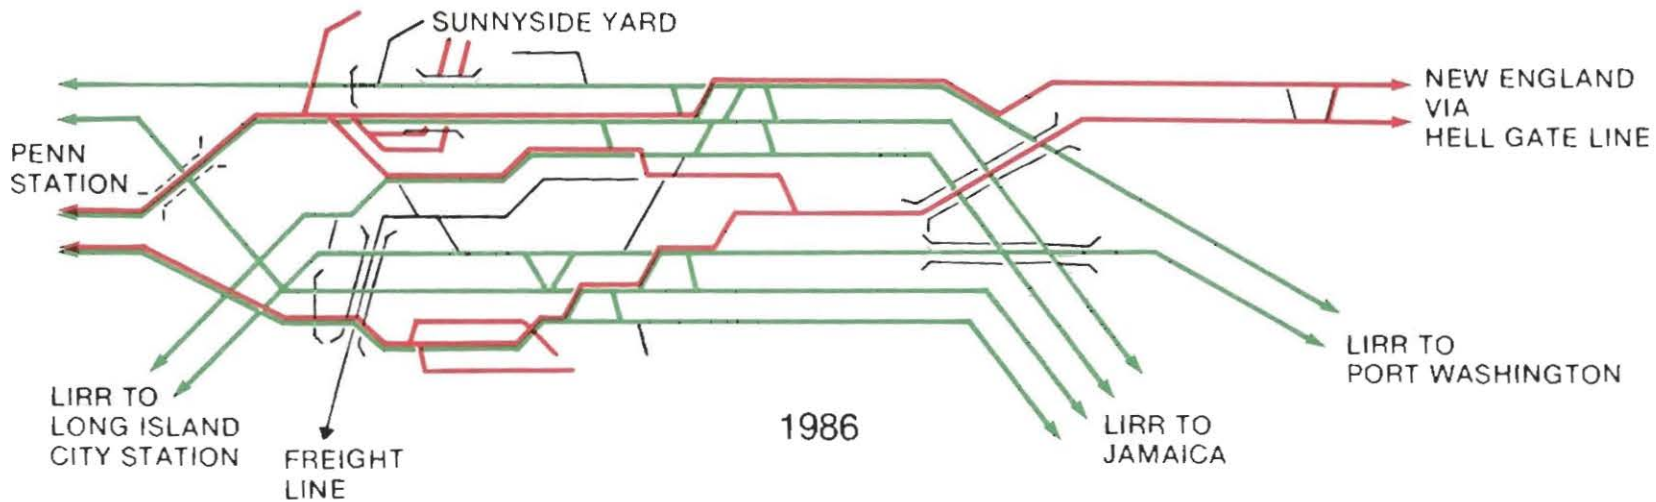 SUNNYSIDE YARD
NEW ENGLAND
VIA
HELL GATE LINE
PENN
STATION
LIRR TO
PORT WASHINGTON
LIRR TO
LONG ISLAND
CITY STATION
FREIGHT
LINE
1986
LIRR TO
JAMAICA